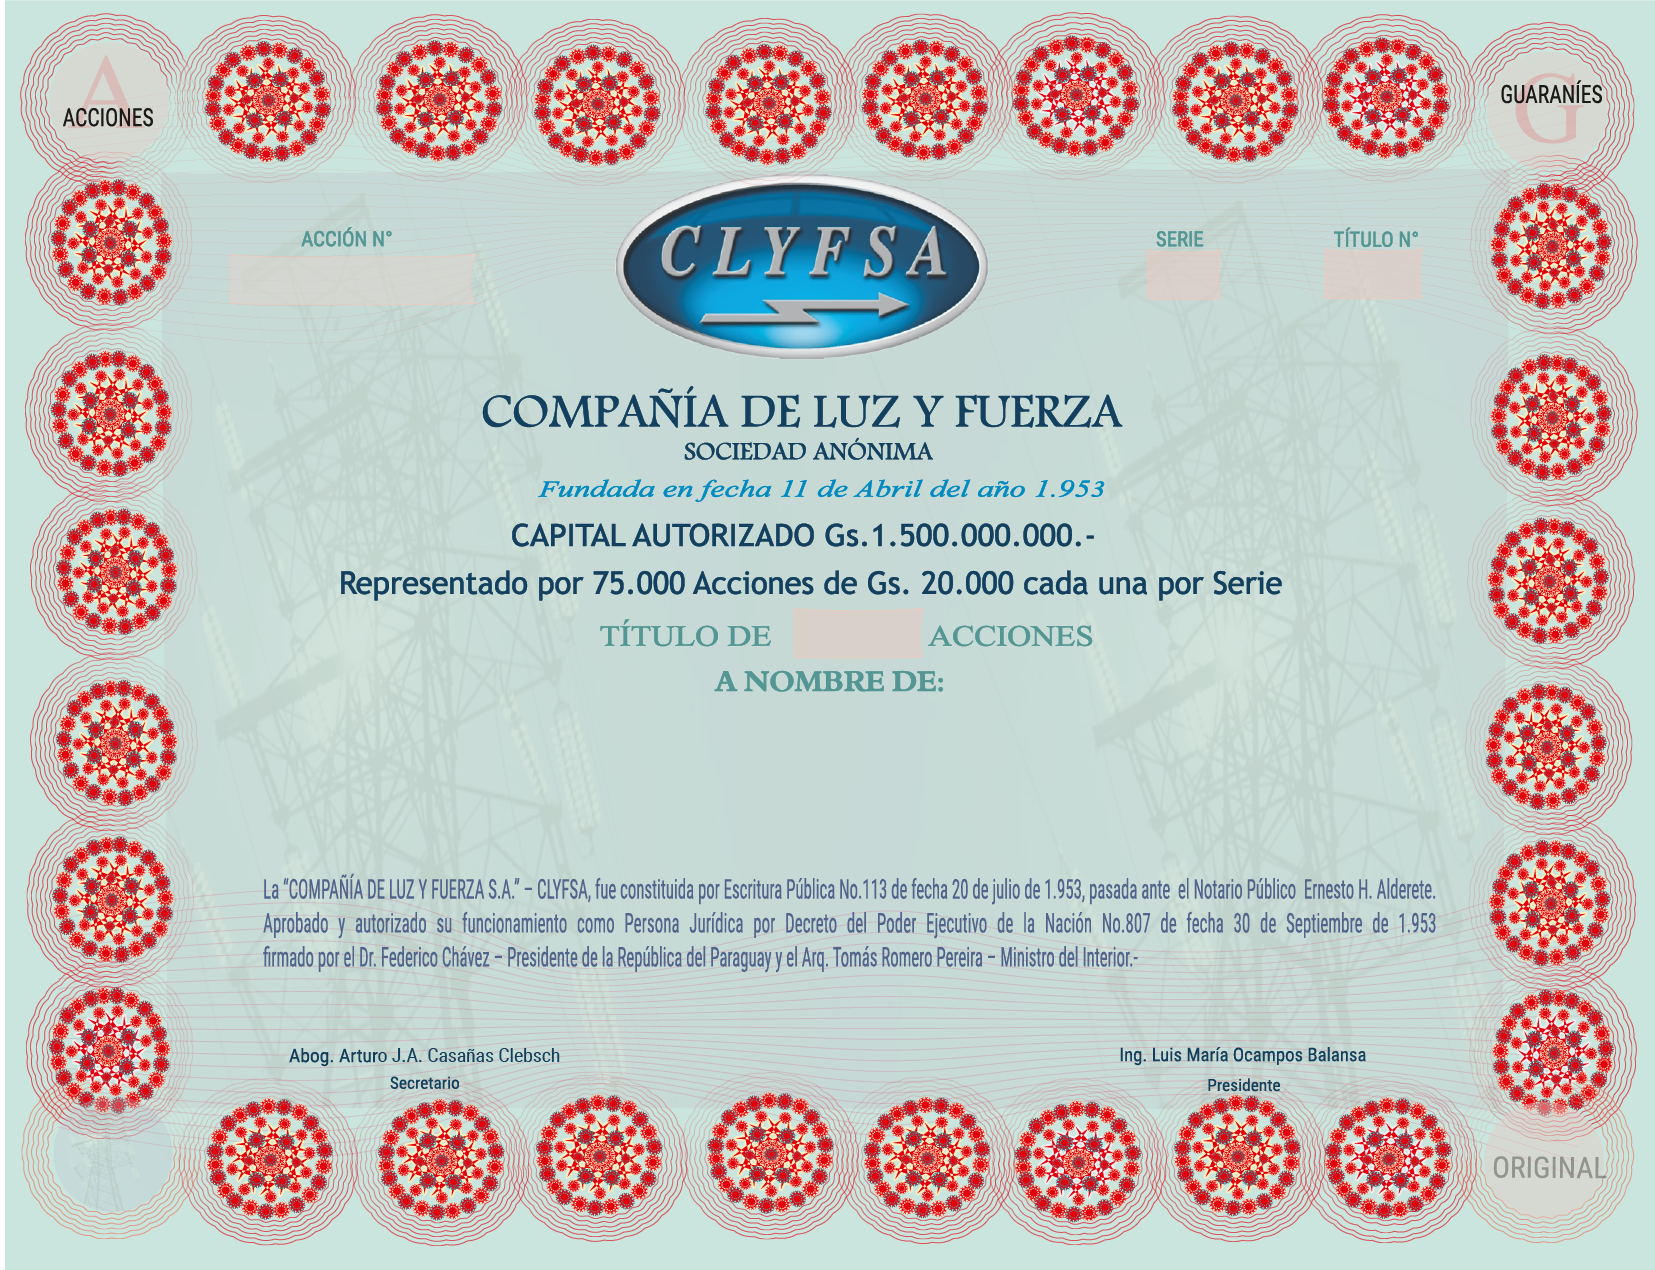 A
ACCIONES
G
GUARANÍES
ACCIÓN N°
CLYFSA
SERIE
TÍTULO N°
COMPAÑÍA DE LUZ Y FUERZA
SOCIEDAD ANÓNIMA
Fundada en fecha 11 de Abril del año 1.953
CAPITAL AUTORIZADO Gs.1.500.000.000.-
Representado por 75.000 Acciones de Gs. 20.000 cada una por Serie
TÍTULO DE ACCIONES
A NOMBRE DE:
La “COMPAÑÍA DE LUZ Y FUERZA S.A.” – CLYFSA, fue constituida por Escritura Pública No.113 de fecha 20 de julio de 1.953, pasada ante el Notario Público Ernesto H. Alderete.
Aprobado y autorizado su funcionamiento como Persona Jurídica por Decreto del Poder Ejecutivo de la Nación No.807 de fecha 30 de Septiembre de 1.953
firmado por el Dr. Federico Chávez – Presidente de la República del Paraguay y el Arq. Tomás Romero Pereira – Ministro del Interior.-
Abog. Arturo J.A. Casañas Clebsch
Secretario
Ing. Luis María Ocampos Balansa
Presidente
ORIGINAL